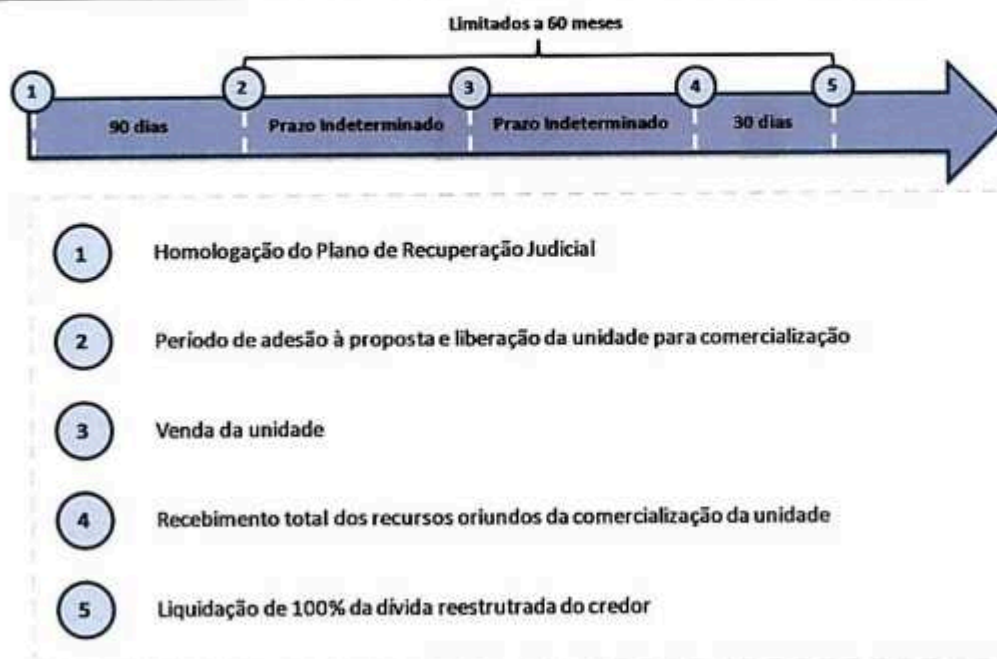 Limitados a 60 meses
1 2 3 4 5
90 dias Prazo Indeterminado Prazo Indeterminado 30 dias
1 Homologação do Plano de Recuperação Judicial
2 Período de adesão à proposta e liberação da unidade para comercialização
3 Venda da unidade
4 Recebimento total dos recursos oriundos da comercialização da unidade
5 Liquidação de 100% da dívida reestrutrada do credor